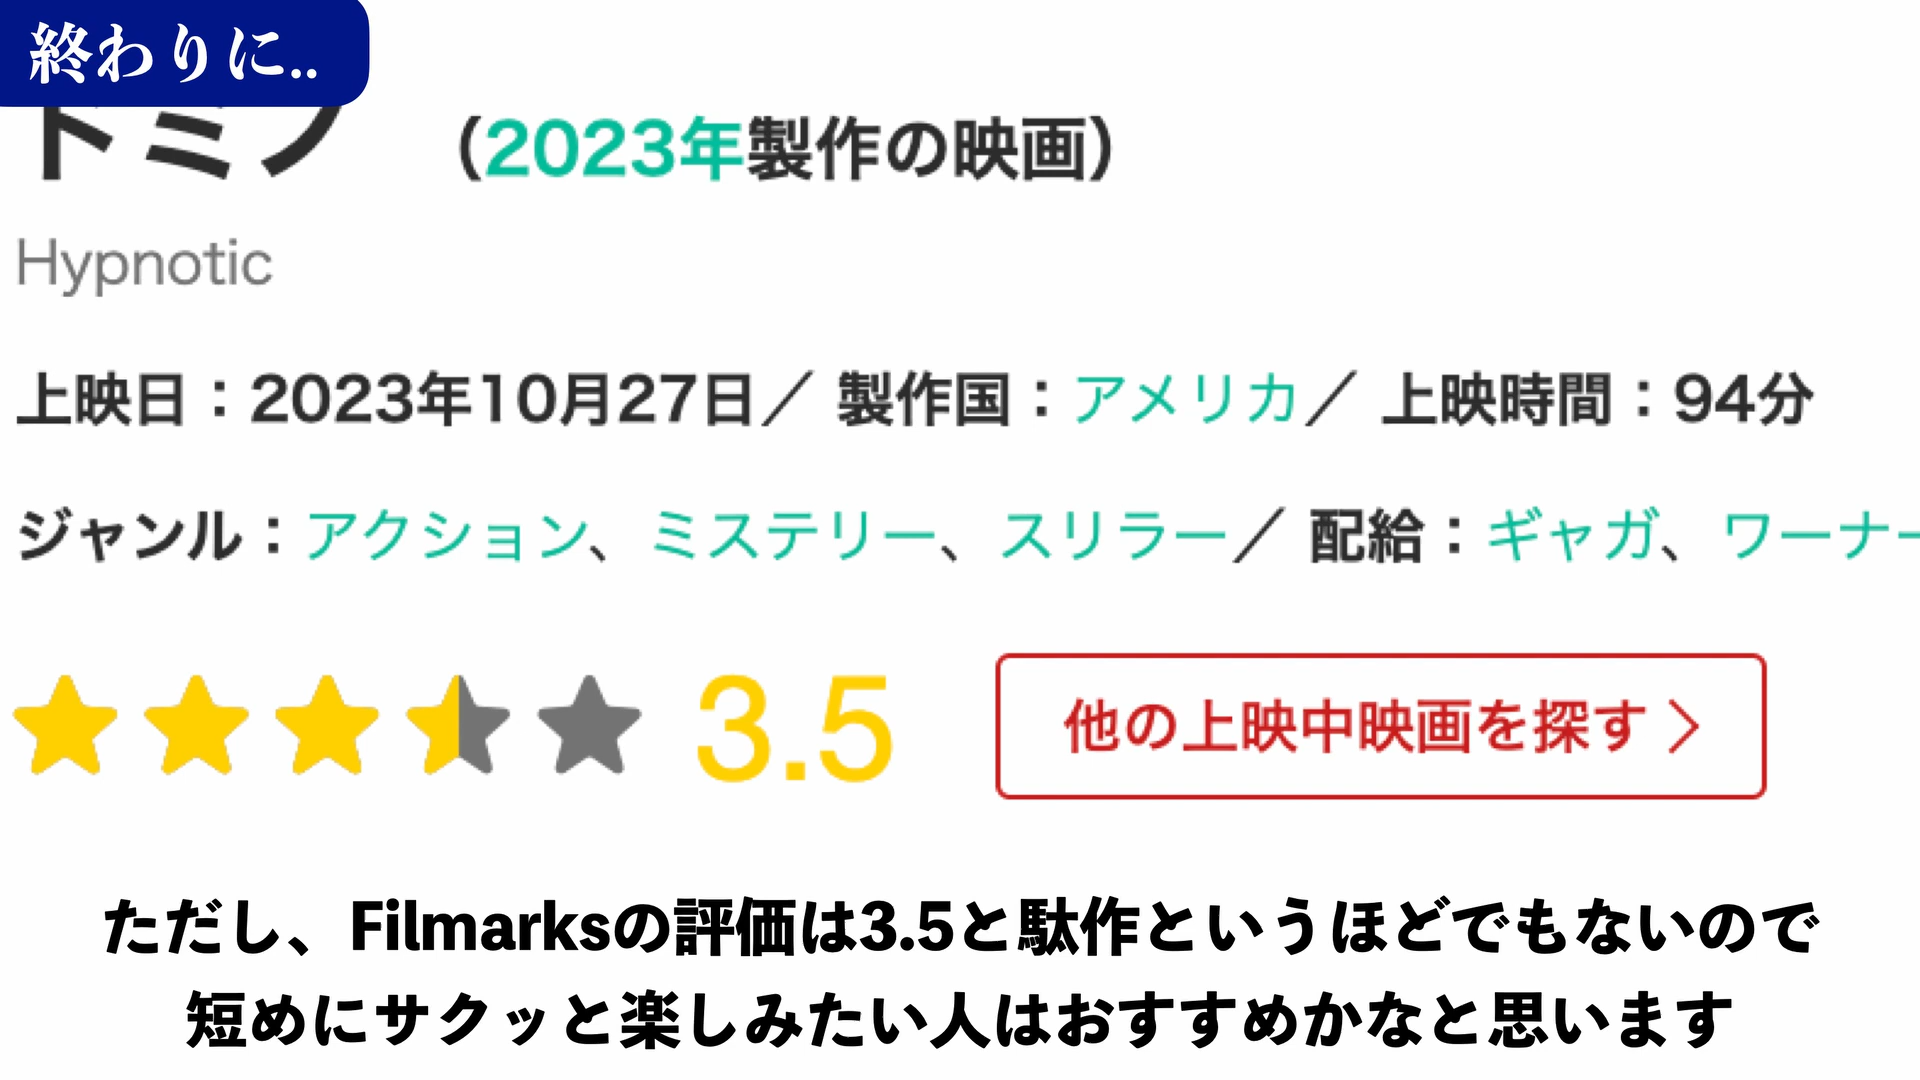 終わりに..
ドミノ （2023年製作の映画）
Hypnotic
上映日：2023年10月27日／ 製作国：アメリカ／ 上映時間：94分
ジャンル：アクション、ミステリー、スリラー／ 配給：ギャガ、ワーナー
3.5 他の上映中映画を探す >
ただし、Filmarksの評価は3.5と駄作というほどでもないので
短めにサクッと楽しみたい人はおすすめかなと思います